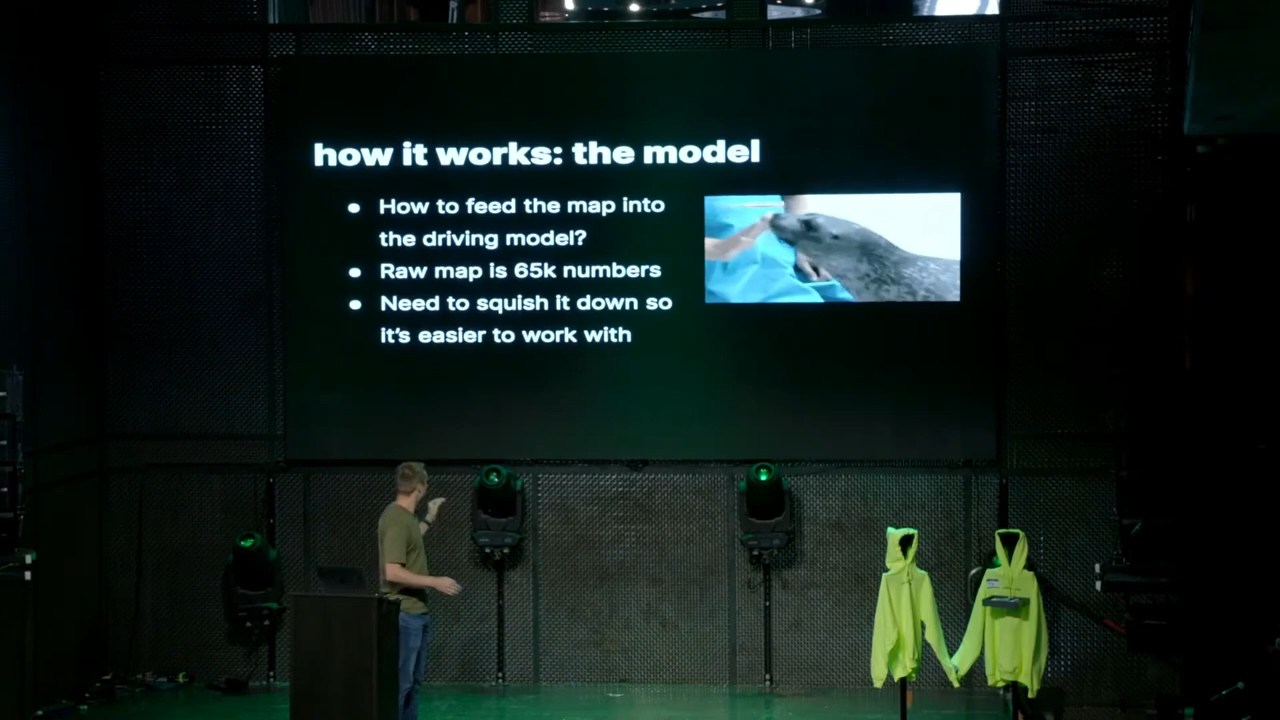 how it works: the model
● How to feed the map into
the driving model?
● Raw map is 65k numbers
● Need to squish it down so
it's easier to work with